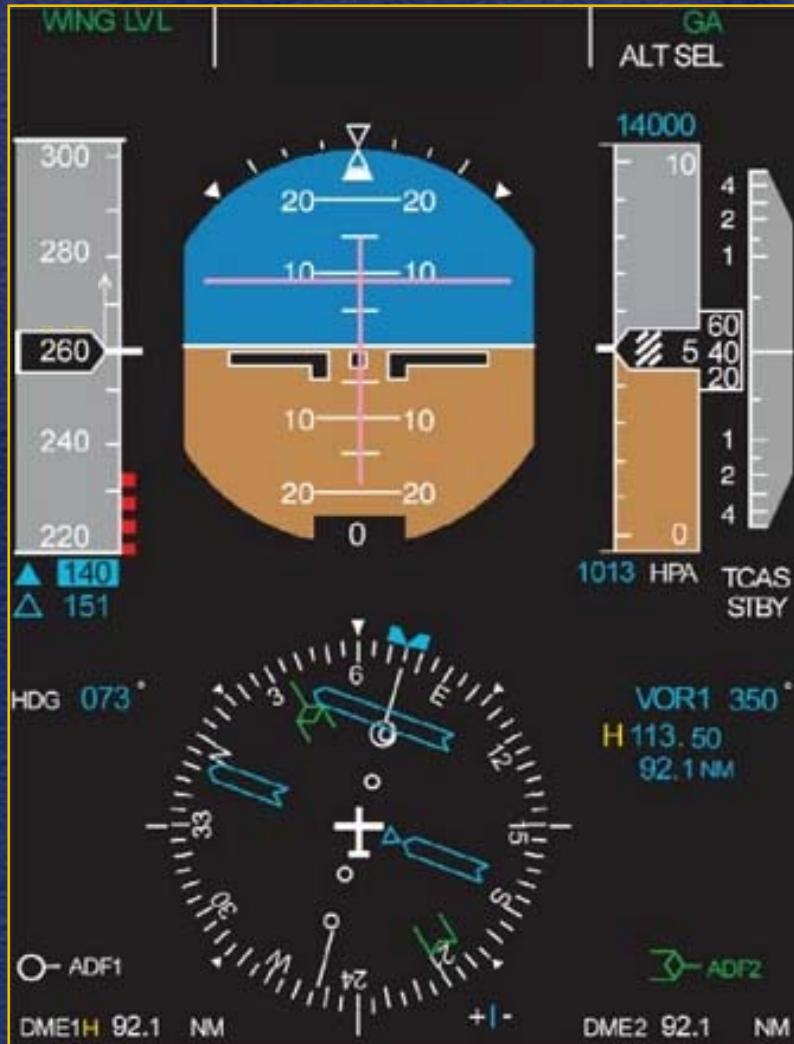 WING LVL GA
ALT SEL
14000
300 10
20 20
280
10 10
260 5 60
40
20
240
10 10
20 20
220 0 0
4
2
1
1
2
4
140
151
1013 HPA TCAS
STBY
HDG 073°
VOR1 350°
H 113.50
92.1 NM
N 3 6 E 12 15 S 21 24 W 30 33
ADF1 ADF2
DME1H 92.1 NM + | - DME2 92.1 NM